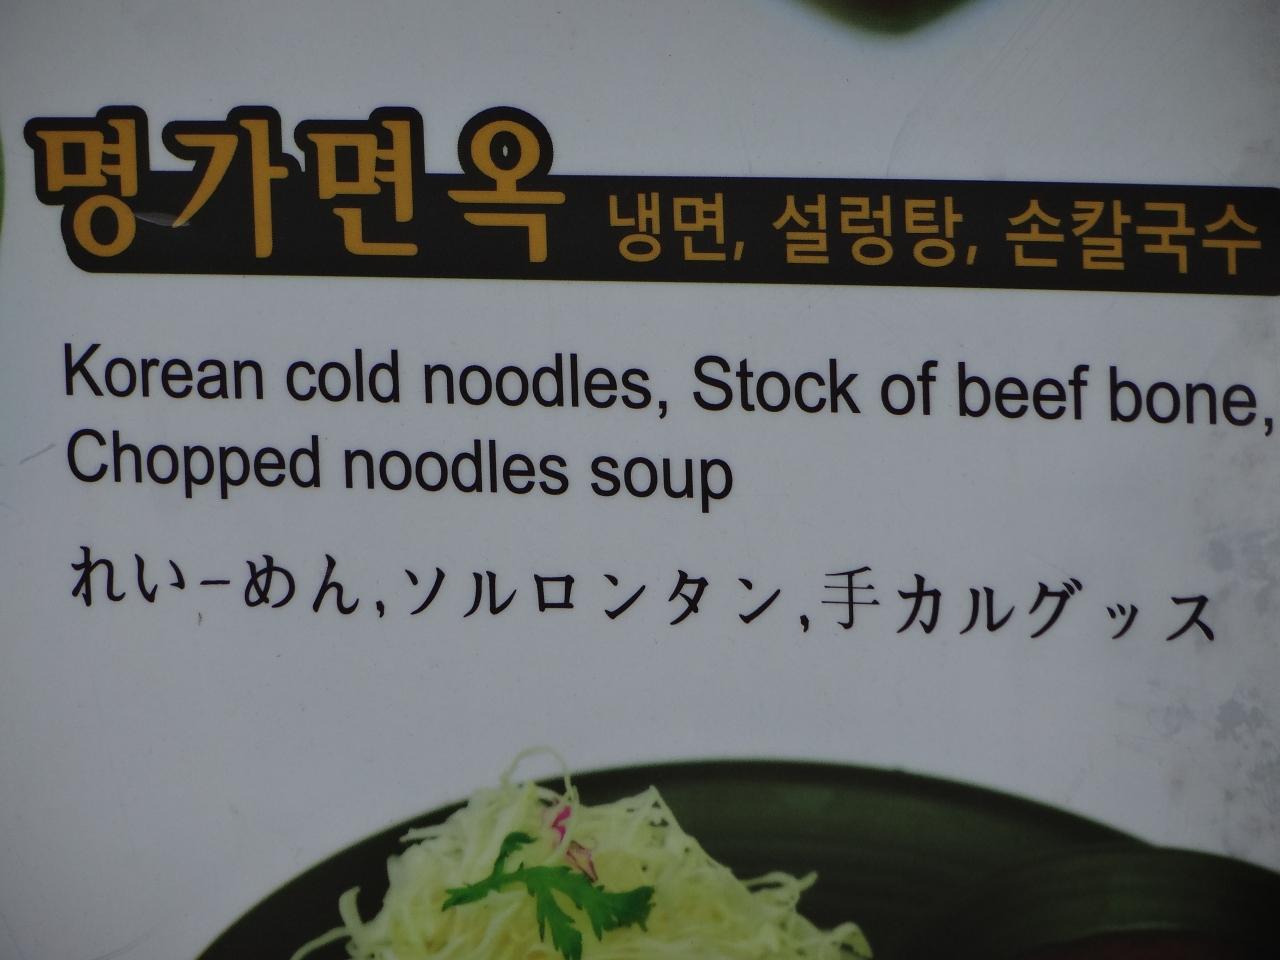 명가면옥 냉면, 설렁탕, 손칼국수
Korean cold noodles, Stock of beef bone,
Chopped noodles soup
れいーめん,ソルロンタン,手カルグッス